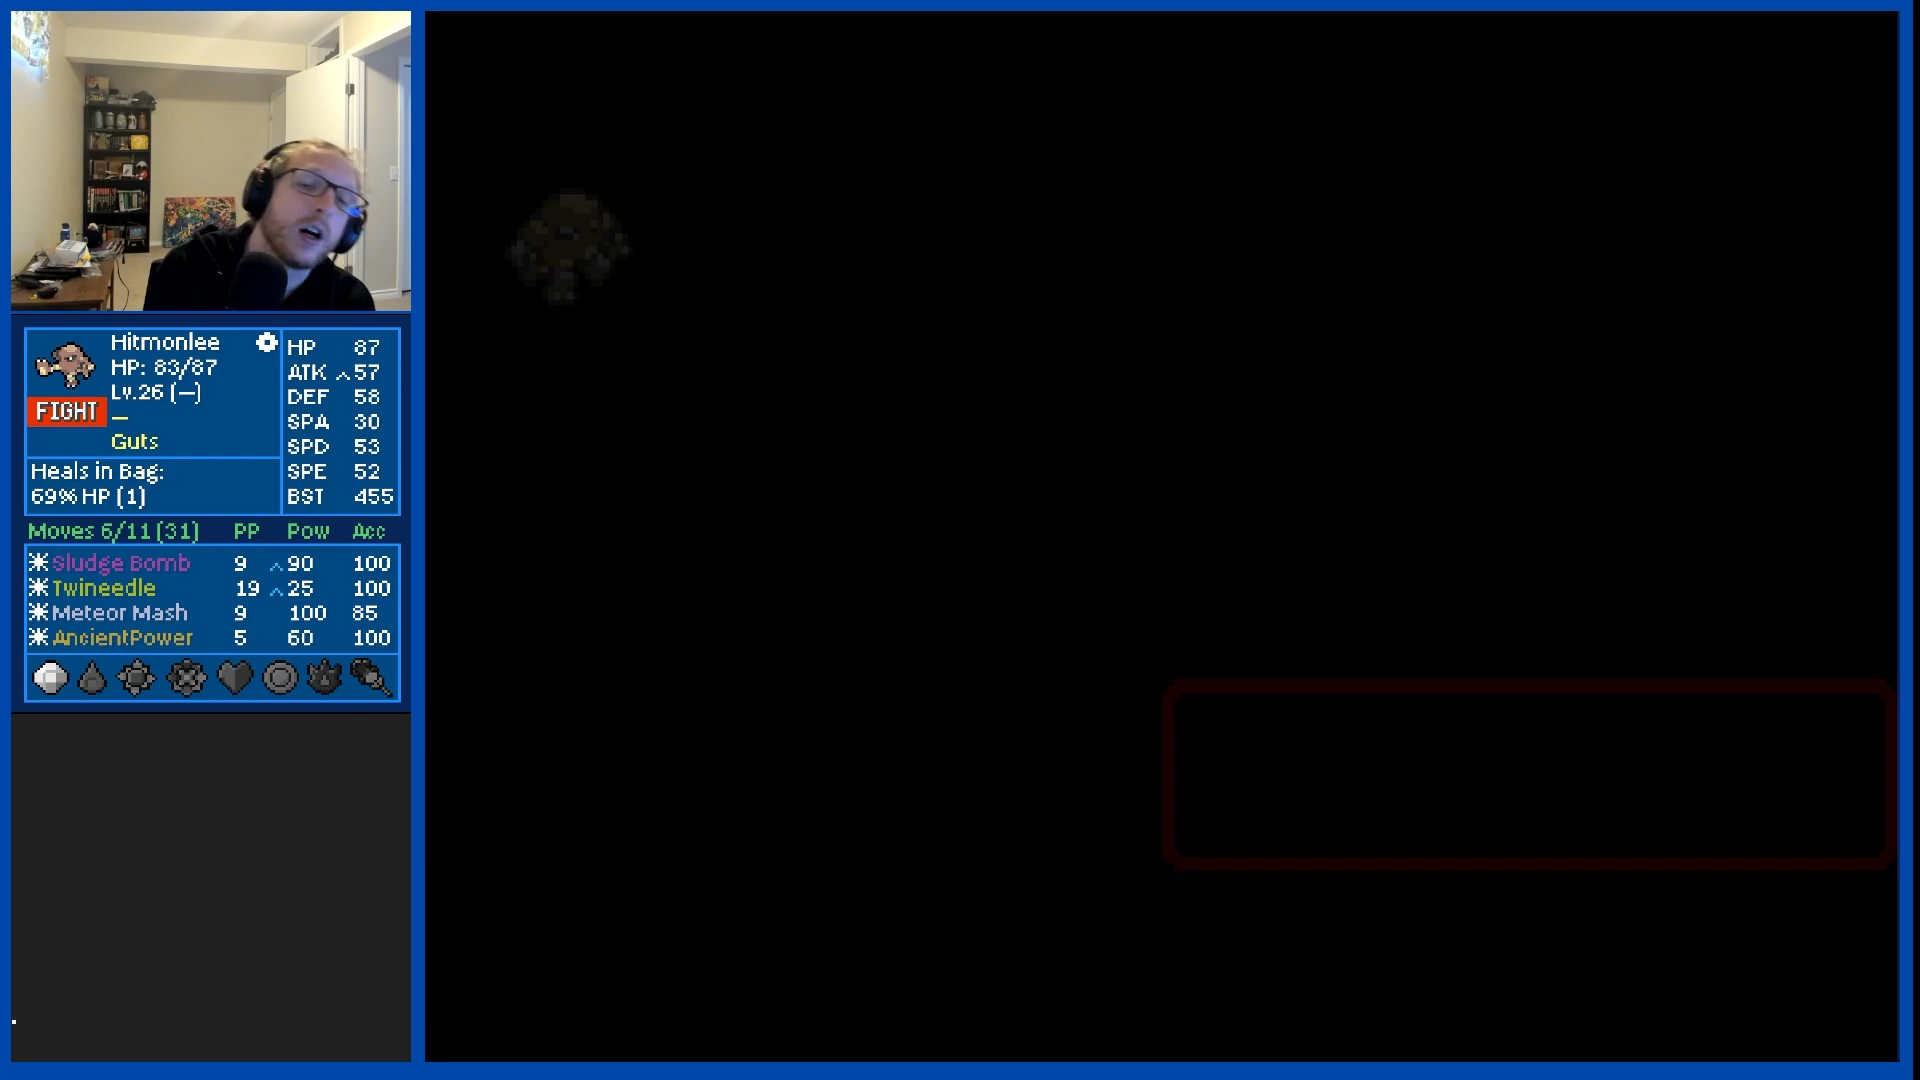 Hitmonlee
HP: 83/87
Lv.26 (—)
FIGHT
—
Guts
HP 87
ATK 57
DEF 58
SPA 30
SPD 53
SPE 52
BST 455
Heals in Bag:
69% HP (1)
Moves 6/11 (31) PP Pow Acc
Sludge Bomb 9 90 100
Twineedle 19 25 100
Meteor Mash 9 100 85
AncientPower 5 60 100